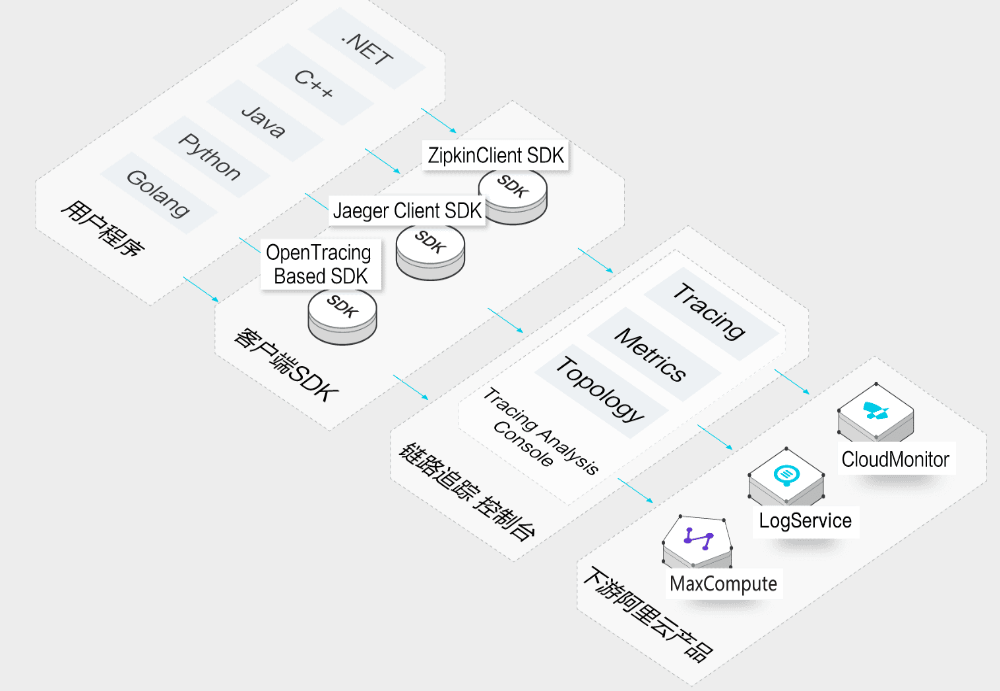 .NET
C++
Java
Python
Golang
用户程序
ZipkinClient SDK
SDK
Jaeger Client SDK
SDK
OpenTracing
Based SDK
SDK
客户端SDK
Tracing
Metrics
Topology
Tracing Analysis
Console
链路追踪 控制台
CloudMonitor
LogService
MaxCompute
下游阿里云产品